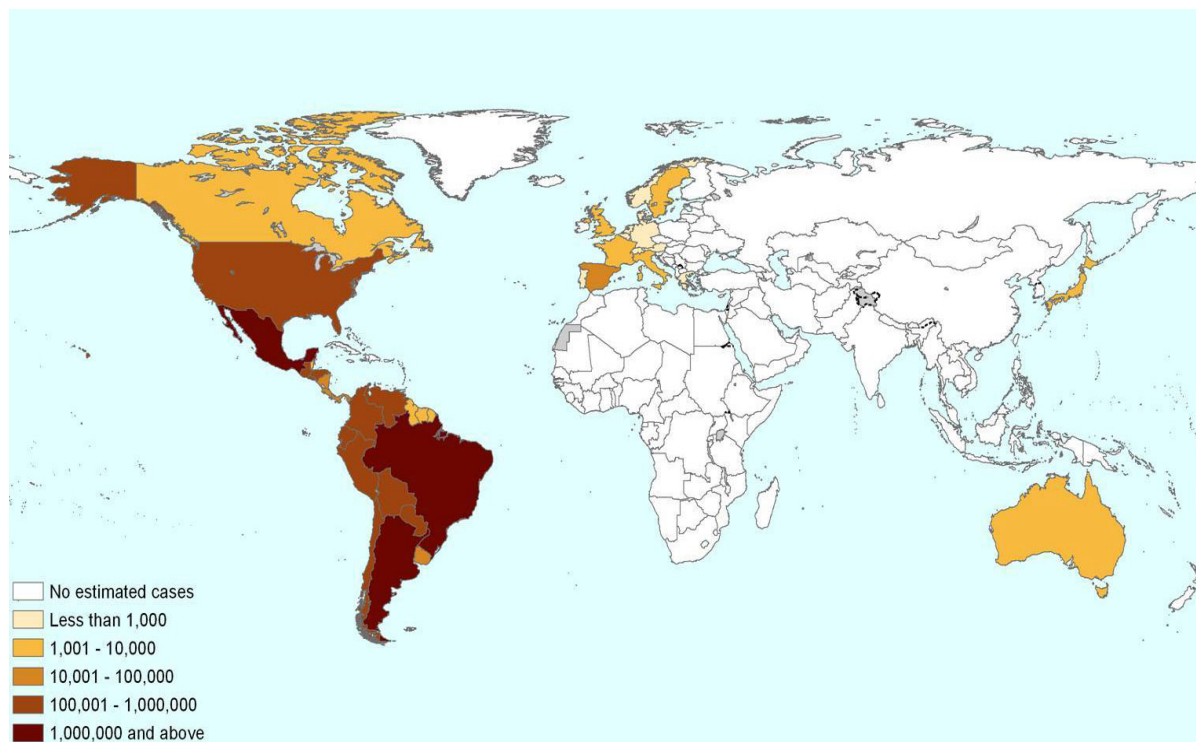 No estimated cases
Less than 1,000
1,001 - 10,000
10,001 - 100,000
100,001 - 1,000,000
1,000,000 and above